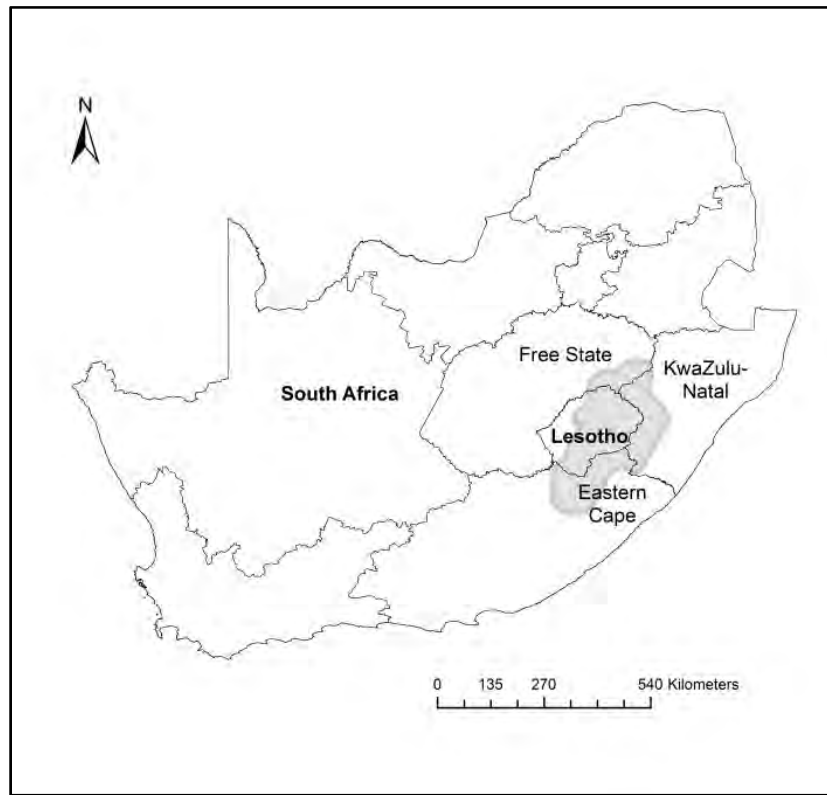 N
Free State
KwaZulu-
Natal
South Africa
Lesotho
Eastern
Cape
0 135 270 540 Kilometers